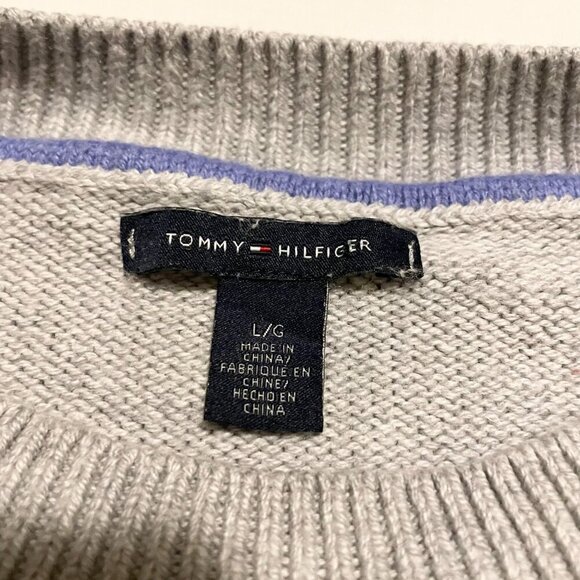 TOMMY HILFIGER
L/G
MADE IN
CHINA/
FABRIQUE EN
CHINE/
HECHO EN
CHINA